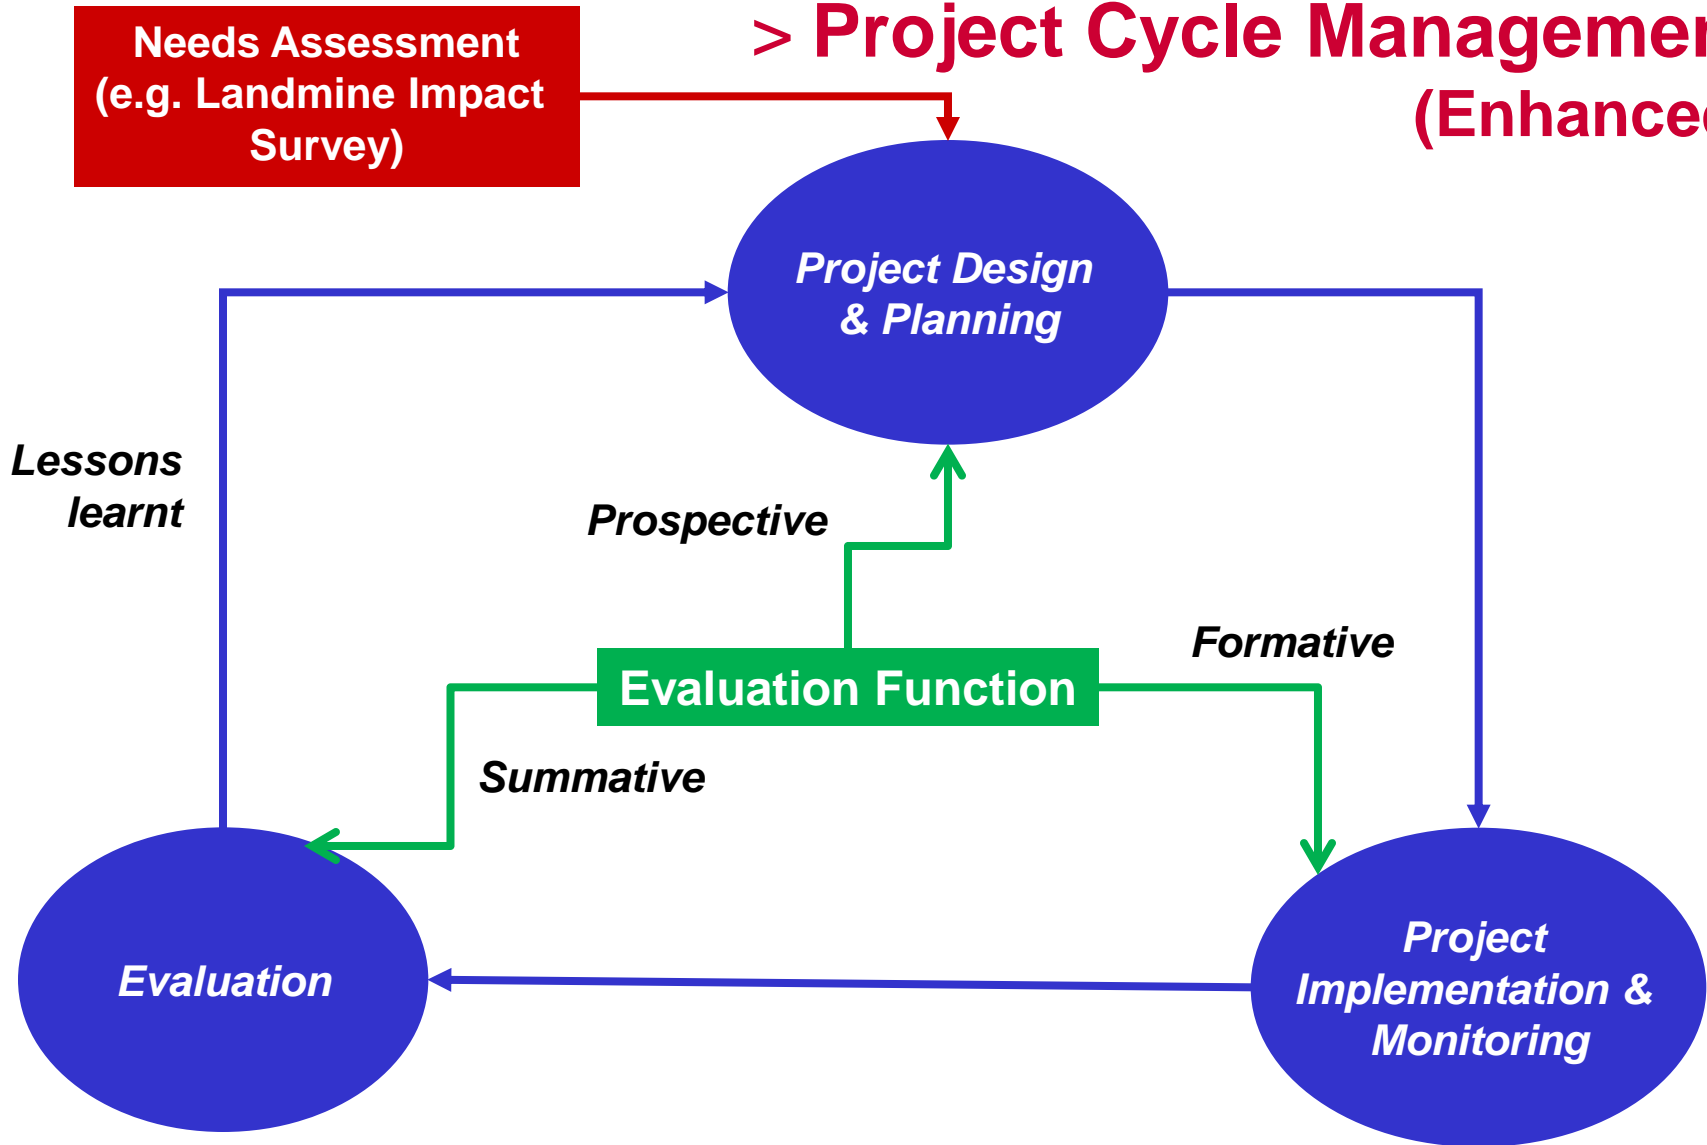 > Project Cycle Managemen
(Enhanced
Needs Assessment
(e.g. Landmine Impact
Survey)
Project Design
& Planning
Lessons
learnt
Prospective
Formative
Evaluation Function
Summative
Evaluation
Project
Implementation &
Monitoring